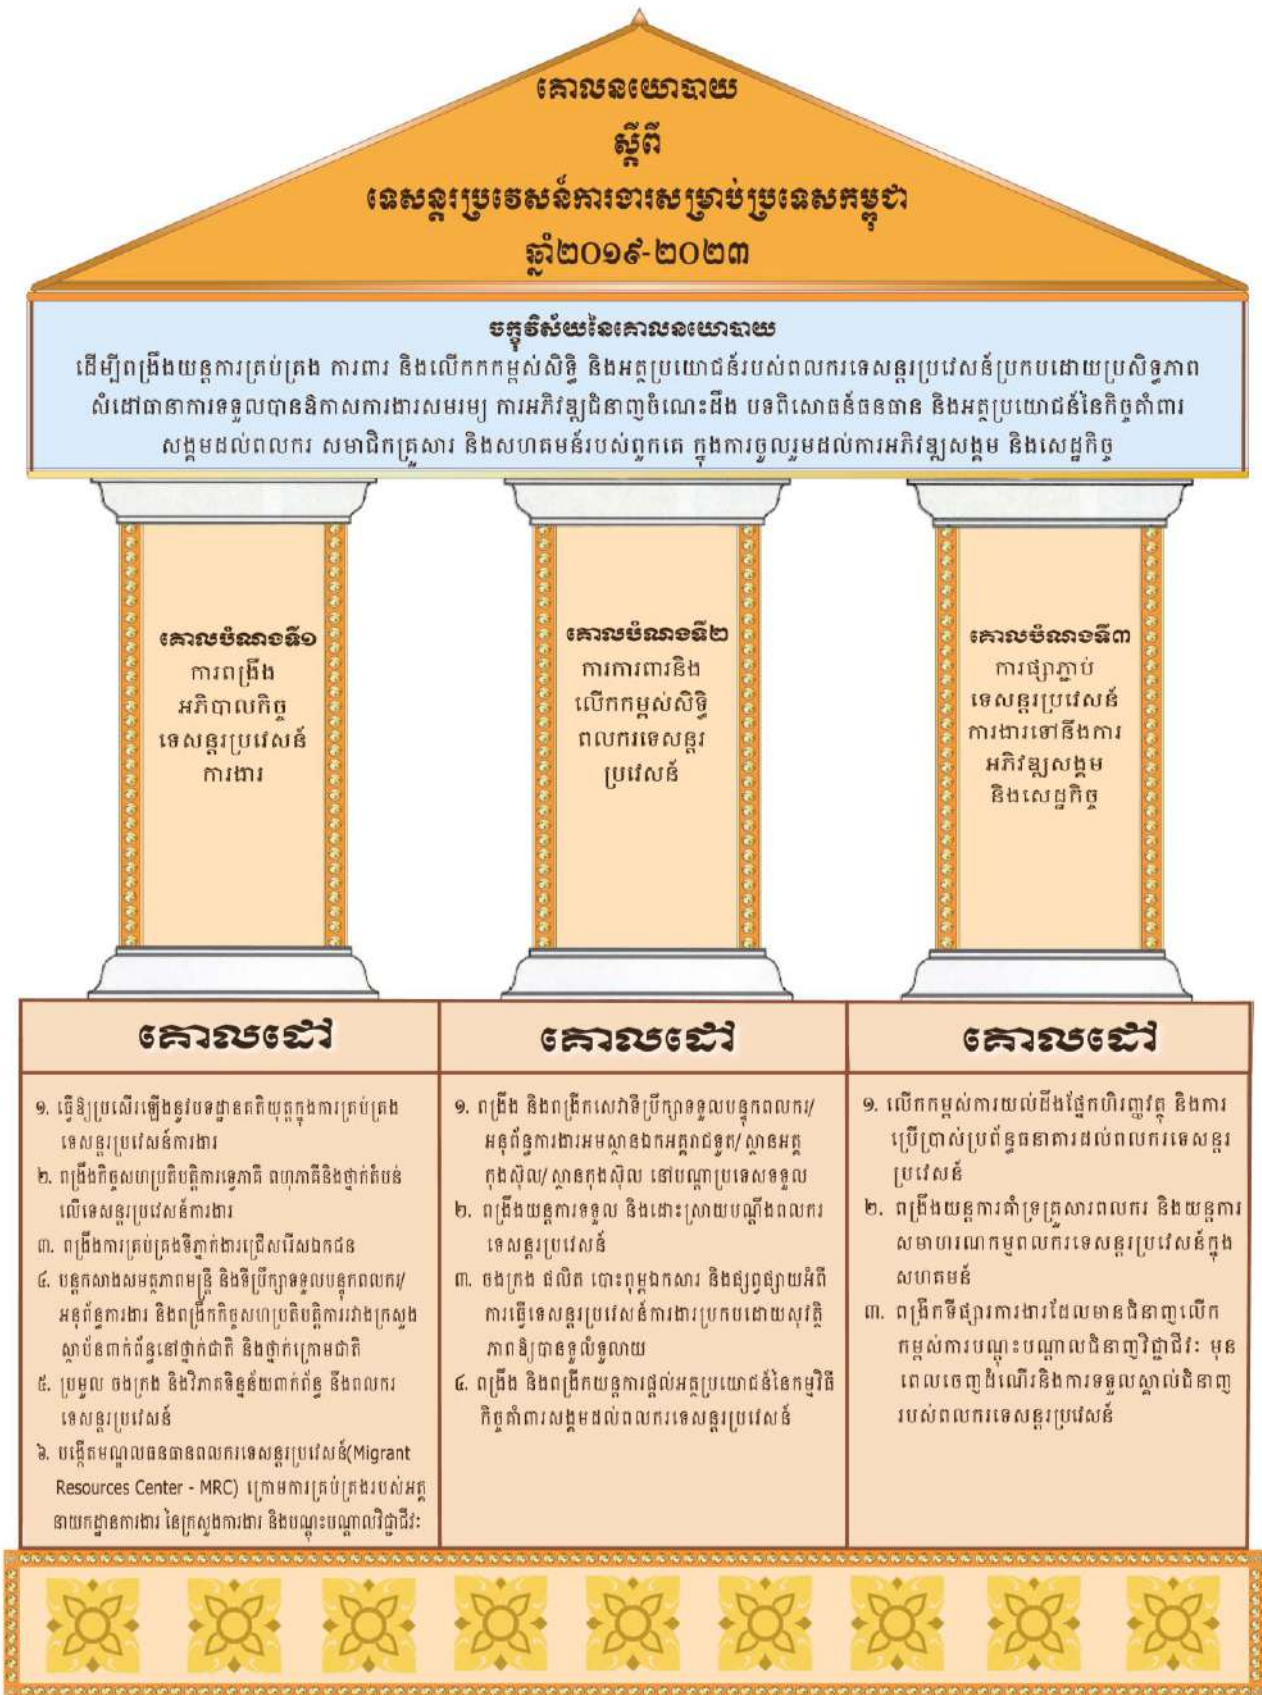 គោលនយោបាយ
ស្តីពី
ទេសន្តរប្រវេសន៍ការងារសម្រាប់ប្រទេសកម្ពុជា
ឆ្នាំ២០១៩-២០២៣
ចក្ខុវិស័យនៃគោលនយោបាយ
ដើម្បីពង្រឹងយន្តការគ្រប់គ្រង ការពារ និងលើកកកម្ពស់សិទ្ធិ និងអត្ថប្រយោជន៍របស់ពលករទេសន្តរប្រវេសន៍ប្រកបដោយប្រសិទ្ធភាព
សំដៅធានាការទទួលបានឱកាសការងារសមរម្យ ការអភិវឌ្ឍជំនាញចំណេះដឹង បទពិសោធន៍ធនធាន និងអត្ថប្រយោជន៍នៃកិច្ចគាំពារ
សង្គមដល់ពលករ សមាជិកគ្រួសារ និងសហគមន៍របស់ពួកគេ ក្នុងការចូលរួមដល់ការអភិវឌ្ឍសង្គម និងសេដ្ឋកិច្ច
គោលបំណងទី១
ការពង្រឹង
អភិបាលកិច្ច
ទេសន្តរប្រវេសន៍
ការងារ
គោលបំណងទី២
ការការពារនិង
លើកកម្ពស់សិទ្ធិ
ពលករទេសន្តរ
ប្រវេសន៍
គោលបំណងទី៣
ការផ្សាភ្ជាប់
ទេសន្តរប្រវេសន៍
ការងារទៅនឹងការ
អភិវឌ្ឍសង្គម
និងសេដ្ឋកិច្ច
គោលដៅ
១. ធ្វើឱ្យប្រសើរឡើងនូវបទដ្ឋានគតិយុត្តក្នុងការគ្រប់គ្រង
ទេសន្តរប្រវេសន៍ការងារ
២. ពង្រឹងកិច្ចសហប្រតិបត្តិការទ្វេភាគី ពហុភាគីនិងថ្នាក់តំបន់
លើទេសន្តរប្រវេសន៍ការងារ
៣. ពង្រឹងការគ្រប់គ្រងទីភ្នាក់ងារជ្រើសរើសឯកជន
៤. បន្តកសាងសមត្ថភាពមន្ត្រី និងទីប្រឹក្សាទទួលបន្ទុកពលករ/
អនុព័ន្ធការងារ និងពង្រឹកកិច្ចសហប្រតិបត្តិការរវាងក្រសួង
ស្ថាប័នពាក់ព័ន្ធនៅថ្នាក់ជាតិ និងថ្នាក់ក្រោមជាតិ
៥. ប្រមូល ចងក្រង និងវិភាគទិន្នន័យពាក់ព័ន្ធ នឹងពលករ
ទេសន្តរប្រវេសន៍
៦. បង្កើតមណ្ឌលធនធានពលករទេសន្តរប្រវេសន៍(Migrant
Resources Center - MRC) ក្រោមការគ្រប់គ្រងរបស់អគ្គ
នាយកដ្ឋានការងារ នៃក្រសួងការងារ និងបណ្តុះបណ្តាលវិជ្ជាជីវៈ
គោលដៅ
១. ពង្រឹង និងពង្រីកសេវាទីប្រឹក្សាទទួលបន្ទុកពលករ/
អនុព័ន្ធការងារអមស្ថានឯកអគ្គរាជទូត/ ស្ថានអគ្គ
កុងស៊ុល/ ស្ថានកុងស៊ុល នៅបណ្តាប្រទេសទទួល
២. ពង្រឹងយន្តការទទួល និងដោះស្រាយបណ្តឹងពលករ
ទេសន្តរប្រវេសន៍
៣. ចងក្រង ផលិត បោះពុម្ពឯកសារ និងផ្សព្វផ្សាយអំពី
ការធ្វើទេសន្តរប្រវេសន៍ការងារប្រកបដោយសុវត្ថិ
ភាពឱ្យបានទូលំទូលាយ
៤. ពង្រឹង និងពង្រីកយន្តការផ្តល់អត្ថប្រយោជន៍នៃកម្មវិធី
កិច្ចគាំពារសង្គមដល់ពលករទេសន្តរប្រវេសន៍
គោលដៅ
១. លើកកម្ពស់ការយល់ដឹងផ្នែកហិរញ្ញវត្ថុ និងការ
ប្រើប្រាស់ប្រព័ន្ធធនាគារដល់ពលករទេសន្តរ
ប្រវេសន៍
២. ពង្រឹងយន្តការគាំទ្រគ្រួសារពលករ និងយន្តការ
សមាហរណកម្មពលករទេសន្តរប្រវេសន៍ក្នុង
សហគមន៍
៣. ពង្រីកទីផ្សារការងារដែលមានជំនាញលើក
កម្ពស់ការបណ្តុះបណ្តាលជំនាញវិជ្ជាជីវៈ មុន
ពេលចេញដំណើរនិងការទទួលស្គាល់ជំនាញ
របស់ពលករទេសន្តរប្រវេសន៍